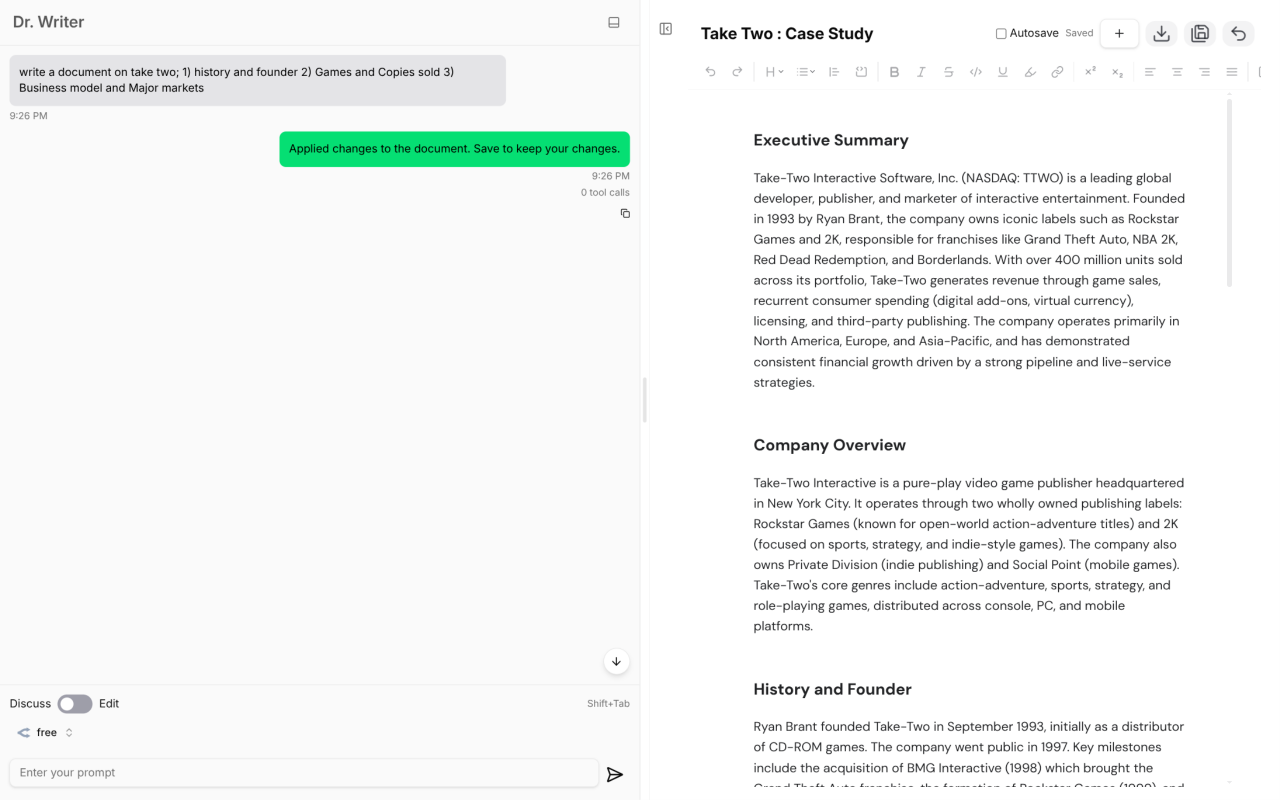 Dr. Writer
write a document on take two; 1) history and founder 2) Games and Copies sold 3)
Business model and Major markets
9:26 PM
Applied changes to the document. Save to keep your changes.
9:26 PM
0 tool calls
Discuss
Edit
Shift+Tab
free
Enter your prompt
Take Two : Case Study
Autosave
Saved
Executive Summary
Take-Two Interactive Software, Inc. (NASDAQ: TTWO) is a leading global
developer, publisher, and marketer of interactive entertainment. Founded
in 1993 by Ryan Brant, the company owns iconic labels such as Rockstar
Games and 2K, responsible for franchises like Grand Theft Auto, NBA 2K,
Red Dead Redemption, and Borderlands. With over 400 million units sold
across its portfolio, Take-Two generates revenue through game sales,
recurrent consumer spending (digital add-ons, virtual currency),
licensing, and third-party publishing. The company operates primarily in
North America, Europe, and Asia-Pacific, and has demonstrated
consistent financial growth driven by a strong pipeline and live-service
strategies.
Company Overview
Take-Two Interactive is a pure-play video game publisher headquartered
in New York City. It operates through two wholly owned publishing labels:
Rockstar Games (known for open-world action-adventure titles) and 2K
(focused on sports, strategy, and indie-style games). The company also
owns Private Division (indie publishing) and Social Point (mobile games).
Take-Two's core genres include action-adventure, sports, strategy, and
role-playing games, distributed across console, PC, and mobile
platforms.
History and Founder
Ryan Brant founded Take-Two in September 1993, initially as a distributor
of CD-ROM games. The company went public in 1997. Key milestones
include the acquisition of BMG Interactive (1998) which brought the
Grand Theft Auto franchise, the formation of Rockstar Games (1999), and